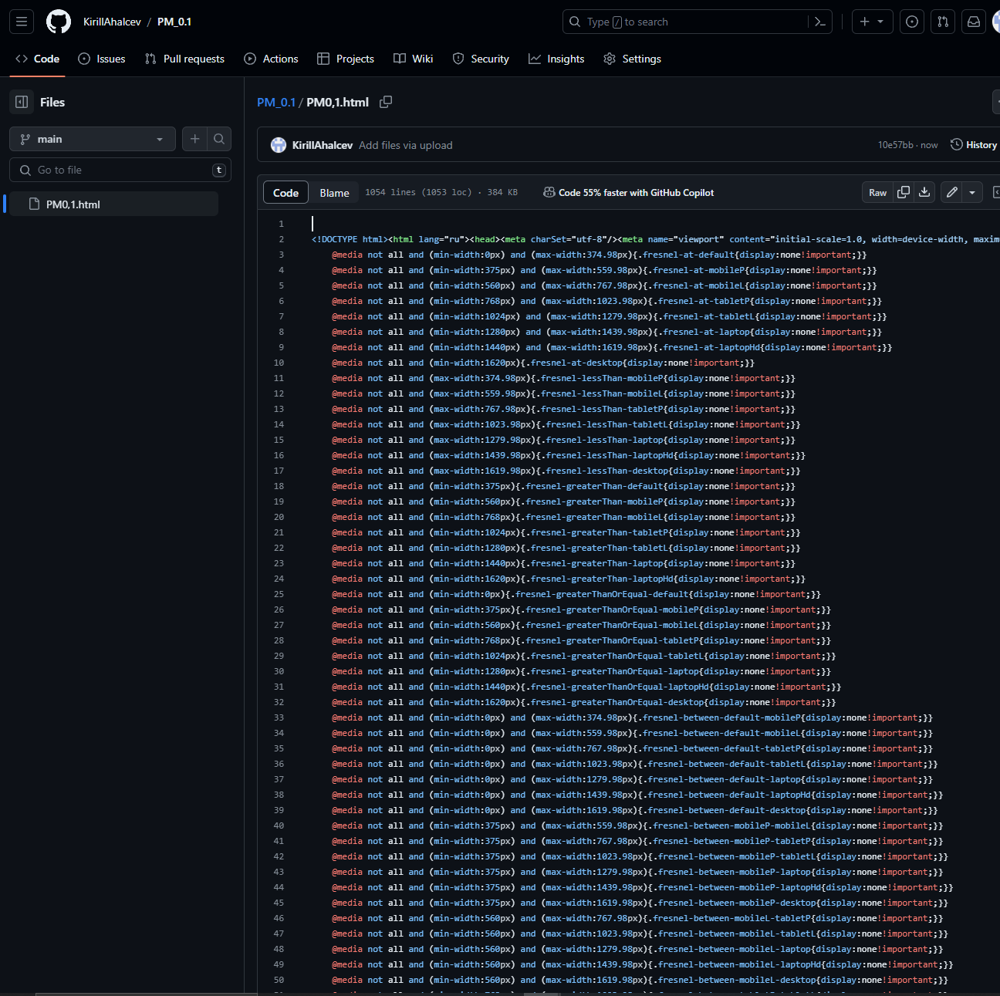 KirillAhalcev / PM_0.1
Type / to search
Code
Issues
Pull requests
Actions
Projects
Wiki
Security
Insights
Settings
Files
main
Go to file
t
PM0,1.html
PM_0.1 / PM0,1.html
KirillAhalcev Add files via upload
10e57bb · now
History
Code
Blame
1054 lines (1053 loc) · 384 KB
Code 55% faster with GitHub Copilot
Raw
1
2 <!DOCTYPE html><html lang="ru"><head><meta charSet="utf-8"/><meta name="viewport" content="initial-scale=1.0, width=device-width, maxim
3 @media not all and (min-width:0px) and (max-width:374.98px){.fresnel-at-default{display:none!important;}}
4 @media not all and (min-width:375px) and (max-width:559.98px){.fresnel-at-mobileP{display:none!important;}}
5 @media not all and (min-width:560px) and (max-width:767.98px){.fresnel-at-mobileL{display:none!important;}}
6 @media not all and (min-width:768px) and (max-width:1023.98px){.fresnel-at-tabletP{display:none!important;}}
7 @media not all and (min-width:1024px) and (max-width:1279.98px){.fresnel-at-tabletL{display:none!important;}}
8 @media not all and (min-width:1280px) and (max-width:1439.98px){.fresnel-at-laptop{display:none!important;}}
9 @media not all and (min-width:1440px) and (max-width:1619.98px){.fresnel-at-laptopHd{display:none!important;}}
10 @media not all and (min-width:1620px){.fresnel-at-desktop{display:none!important;}}
11 @media not all and (max-width:374.98px){.fresnel-lessThan-mobileP{display:none!important;}}
12 @media not all and (max-width:559.98px){.fresnel-lessThan-mobileL{display:none!important;}}
13 @media not all and (max-width:767.98px){.fresnel-lessThan-tabletP{display:none!important;}}
14 @media not all and (max-width:1023.98px){.fresnel-lessThan-tabletL{display:none!important;}}
15 @media not all and (max-width:1279.98px){.fresnel-lessThan-laptop{display:none!important;}}
16 @media not all and (max-width:1439.98px){.fresnel-lessThan-laptopHd{display:none!important;}}
17 @media not all and (max-width:1619.98px){.fresnel-lessThan-desktop{display:none!important;}}
18 @media not all and (min-width:375px){.fresnel-greaterThan-default{display:none!important;}}
19 @media not all and (min-width:560px){.fresnel-greaterThan-mobileP{display:none!important;}}
20 @media not all and (min-width:768px){.fresnel-greaterThan-mobileL{display:none!important;}}
21 @media not all and (min-width:1024px){.fresnel-greaterThan-tabletP{display:none!important;}}
22 @media not all and (min-width:1280px){.fresnel-greaterThan-tabletL{display:none!important;}}
23 @media not all and (min-width:1440px){.fresnel-greaterThan-laptop{display:none!important;}}
24 @media not all and (min-width:1620px){.fresnel-greaterThan-laptopHd{display:none!important;}}
25 @media not all and (min-width:0px){.fresnel-greaterThanOrEqual-default{display:none!important;}}
26 @media not all and (min-width:375px){.fresnel-greaterThanOrEqual-mobileP{display:none!important;}}
27 @media not all and (min-width:560px){.fresnel-greaterThanOrEqual-mobileL{display:none!important;}}
28 @media not all and (min-width:768px){.fresnel-greaterThanOrEqual-tabletP{display:none!important;}}
29 @media not all and (min-width:1024px){.fresnel-greaterThanOrEqual-tabletL{display:none!important;}}
30 @media not all and (min-width:1280px){.fresnel-greaterThanOrEqual-laptop{display:none!important;}}
31 @media not all and (min-width:1440px){.fresnel-greaterThanOrEqual-laptopHd{display:none!important;}}
32 @media not all and (min-width:1620px){.fresnel-greaterThanOrEqual-desktop{display:none!important;}}
33 @media not all and (min-width:0px) and (max-width:374.98px){.fresnel-between-default-mobileP{display:none!important;}}
34 @media not all and (min-width:0px) and (max-width:559.98px){.fresnel-between-default-mobileL{display:none!important;}}
35 @media not all and (min-width:0px) and (max-width:767.98px){.fresnel-between-default-tabletP{display:none!important;}}
36 @media not all and (min-width:0px) and (max-width:1023.98px){.fresnel-between-default-tabletL{display:none!important;}}
37 @media not all and (min-width:0px) and (max-width:1279.98px){.fresnel-between-default-laptop{display:none!important;}}
38 @media not all and (min-width:0px) and (max-width:1439.98px){.fresnel-between-default-laptopHd{display:none!important;}}
39 @media not all and (min-width:0px) and (max-width:1619.98px){.fresnel-between-default-desktop{display:none!important;}}
40 @media not all and (min-width:375px) and (max-width:559.98px){.fresnel-between-mobileP-mobileL{display:none!important;}}
41 @media not all and (min-width:375px) and (max-width:767.98px){.fresnel-between-mobileP-tabletP{display:none!important;}}
42 @media not all and (min-width:375px) and (max-width:1023.98px){.fresnel-between-mobileP-tabletL{display:none!important;}}
43 @media not all and (min-width:375px) and (max-width:1279.98px){.fresnel-between-mobileP-laptop{display:none!important;}}
44 @media not all and (min-width:375px) and (max-width:1439.98px){.fresnel-between-mobileP-laptopHd{display:none!important;}}
45 @media not all and (min-width:375px) and (max-width:1619.98px){.fresnel-between-mobileP-desktop{display:none!important;}}
46 @media not all and (min-width:560px) and (max-width:767.98px){.fresnel-between-mobileL-tabletP{display:none!important;}}
47 @media not all and (min-width:560px) and (max-width:1023.98px){.fresnel-between-mobileL-tabletL{display:none!important;}}
48 @media not all and (min-width:560px) and (max-width:1279.98px){.fresnel-between-mobileL-laptop{display:none!important;}}
49 @media not all and (min-width:560px) and (max-width:1439.98px){.fresnel-between-mobileL-laptopHd{display:none!important;}}
50 @media not all and (min-width:560px) and (max-width:1619.98px){.fresnel-between-mobileL-desktop{display:none!important;}}